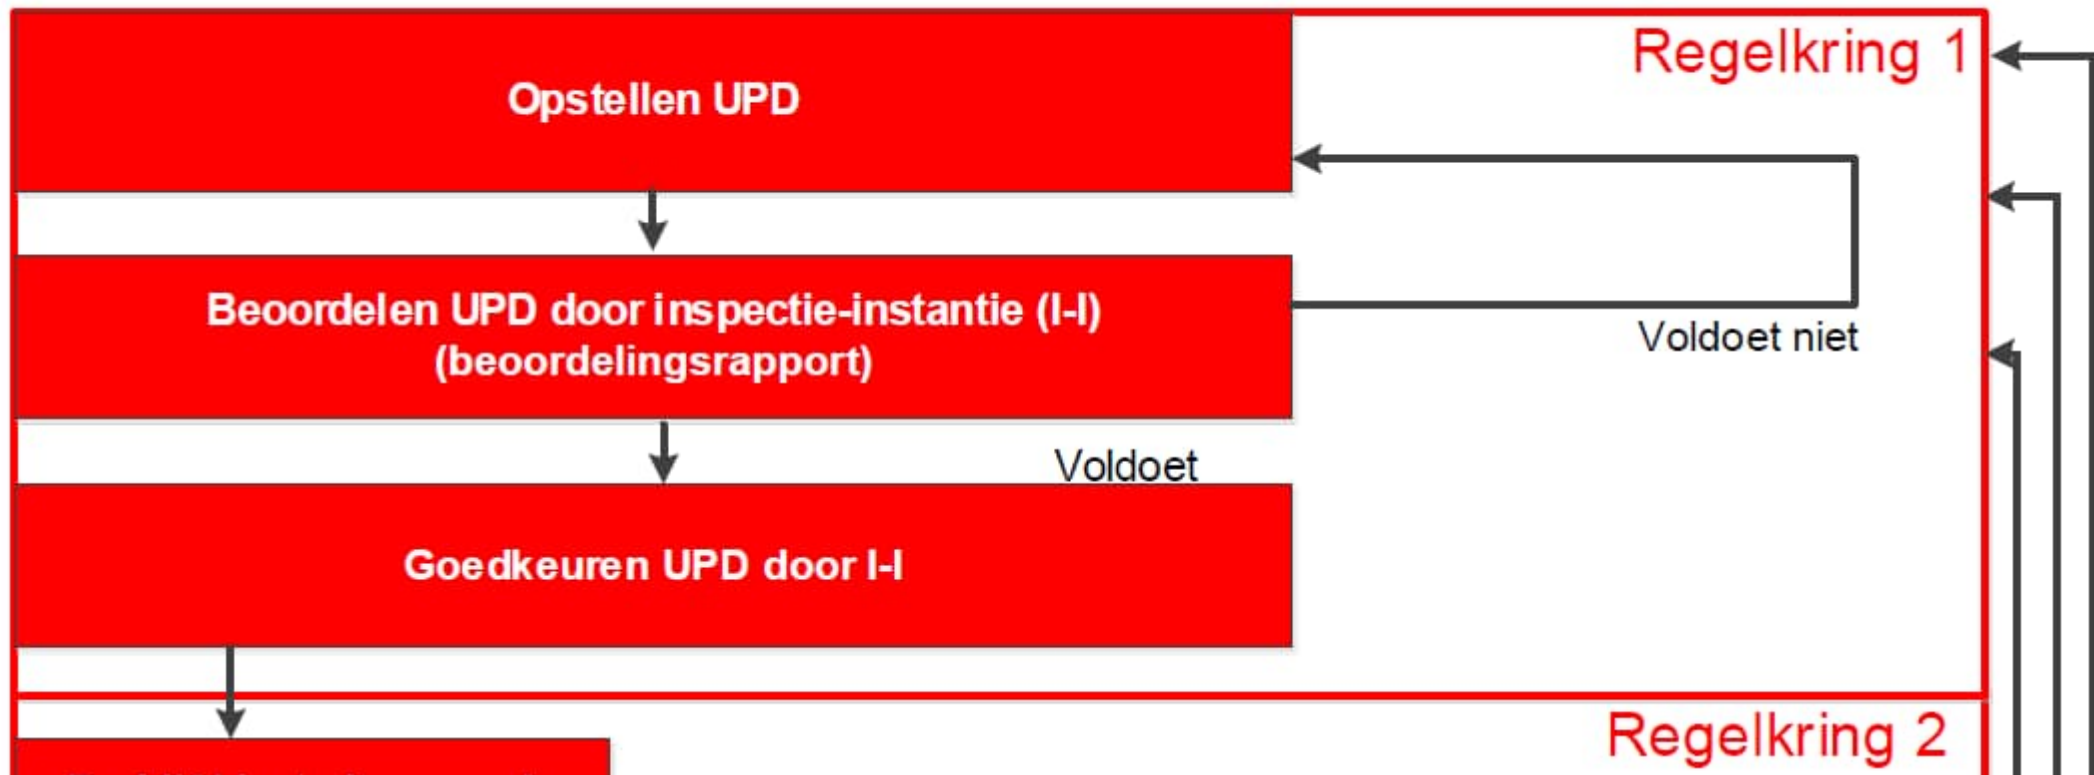 Regelkring 1
Opstellen UPD
Beoordelen UPD door inspectie-instantie (I-I)
(beoordelingsrapport)
Voldoet niet
Voldoet
Goedkeuren UPD door I-I
Regelkring 2